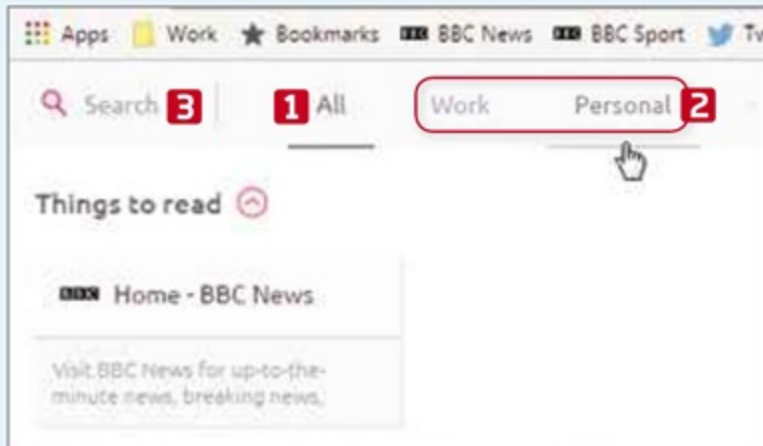 Apps Work Bookmarks BBC News BBC Sport Tw
Search 3 1 All Work Personal 2
Things to read
BBC Home - BBC News
Visit BBC News for up-to-the-
minute news, breaking news,